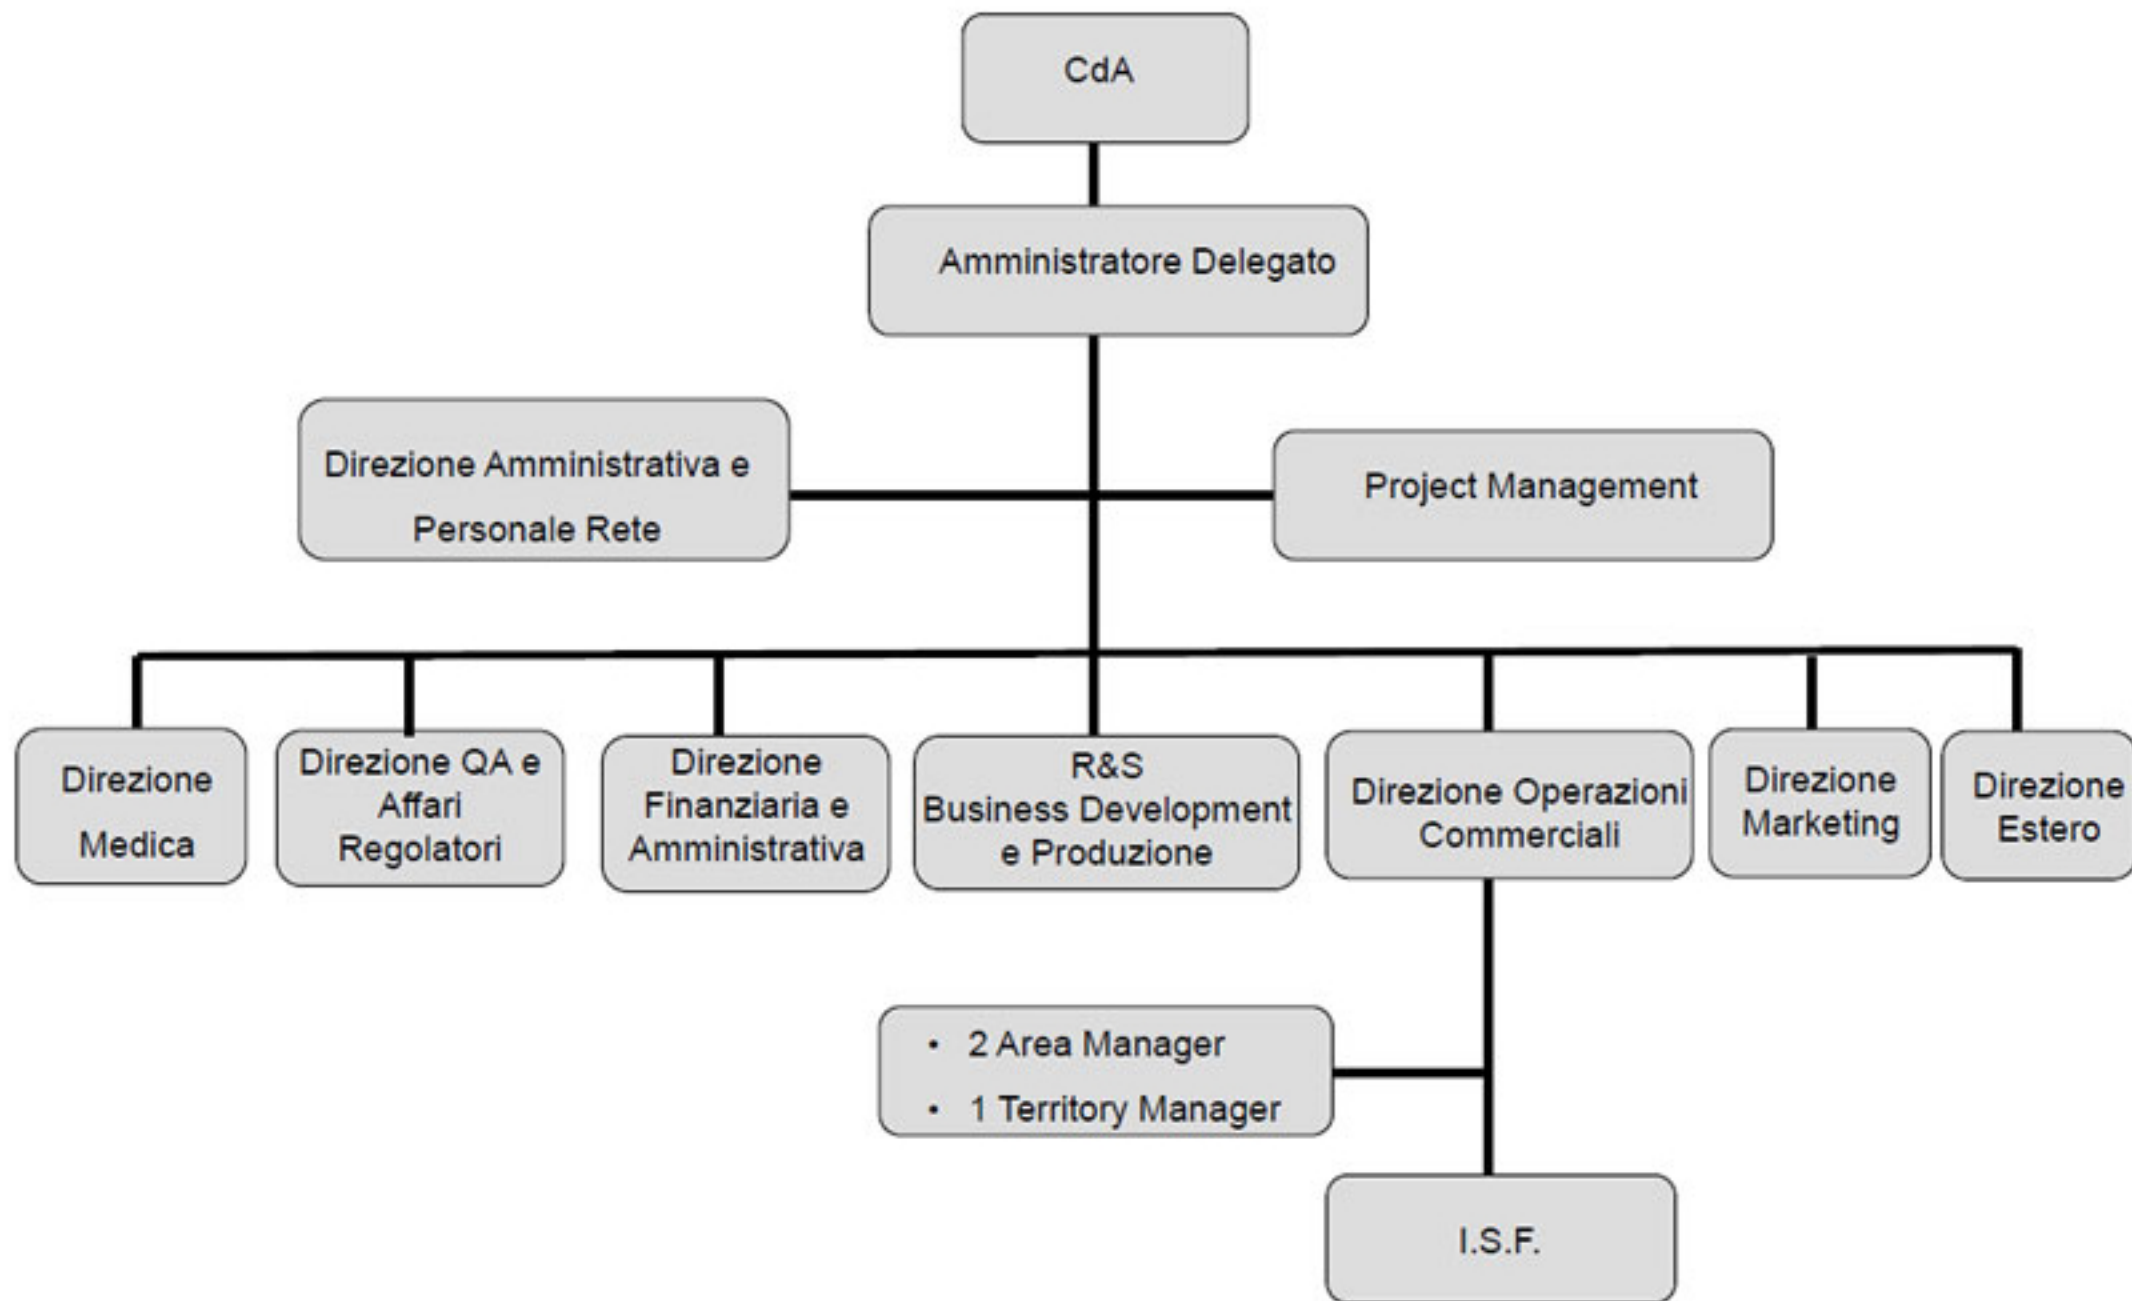 CdA
Amministratore Delegato
Direzione Amministrativa e
Personale Rete
Project Management
Direzione
Medica
Direzione QA e
Affari
Regolatori
Direzione
Finanziaria e
Amministrativa
R&S
Business Development
e Produzione
Direzione Operazioni
Commerciali
Direzione
Marketing
Direzione
Estero
• 2 Area Manager
• 1 Territory Manager
I.S.F.